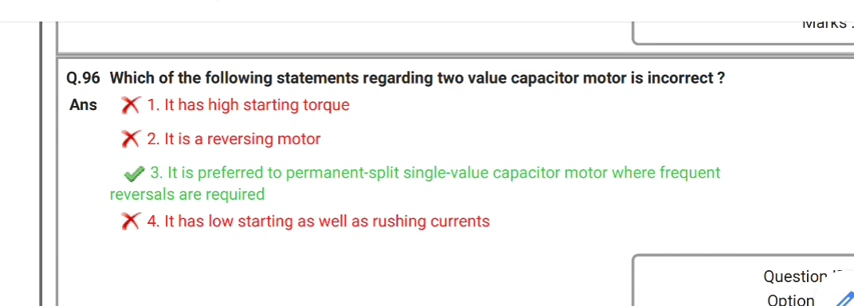 Marks :
Q.96 Which of the following statements regarding two value capacitor motor is incorrect ?
Ans 1. It has high starting torque
2. It is a reversing motor
3. It is preferred to permanent-split single-value capacitor motor where frequent
reversals are required
4. It has low starting as well as rushing currents
Question
Option